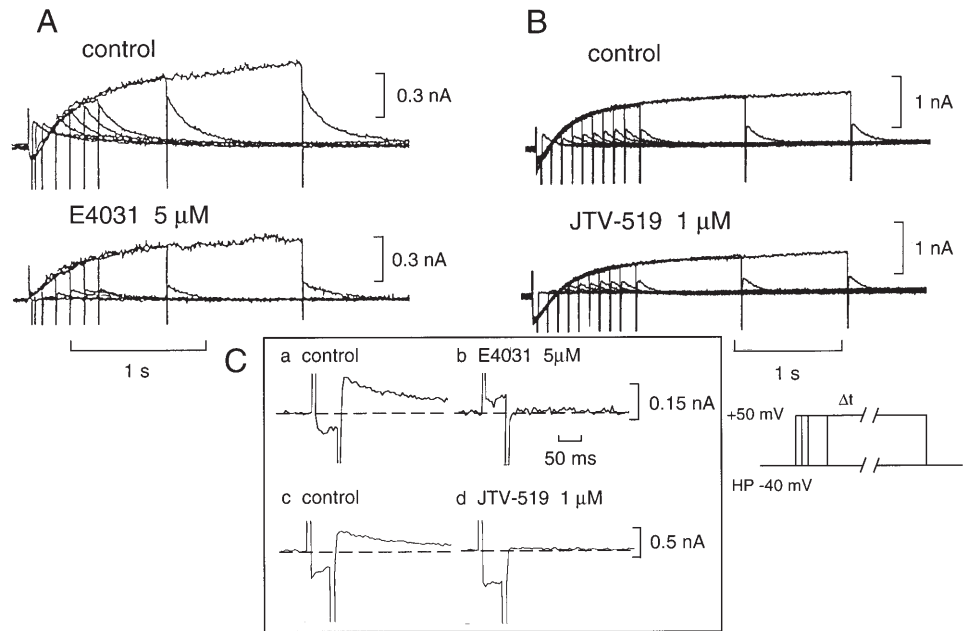 A
control
0.3 nA
E4031 5 μM
0.3 nA
1 s
B
control
1 nA
JTV-519 1 μM
1 nA
1 s
C
a control
b E4031 5μM
0.15 nA
50 ms
c control
d JTV-519 1 μM
0.5 nA
+50 mV
Δt
HP -40 mV